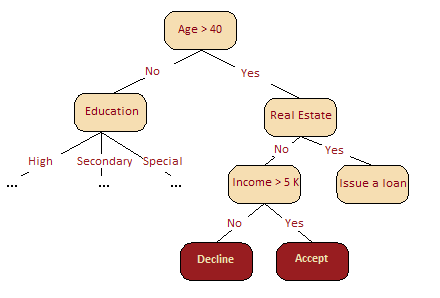 Age > 40
No
Yes
Education
Real Estate
High
Secondary
Special
No
Yes
...
...
...
Income > 5 K
Issue a loan
No
Yes
Decline
Accept